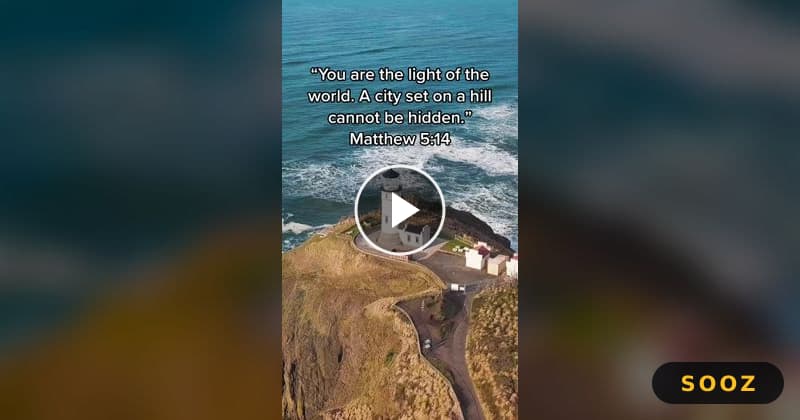 “You are the light of the
world. A city set on a hill
cannot be hidden.”
Matthew 5:14
SOOZ